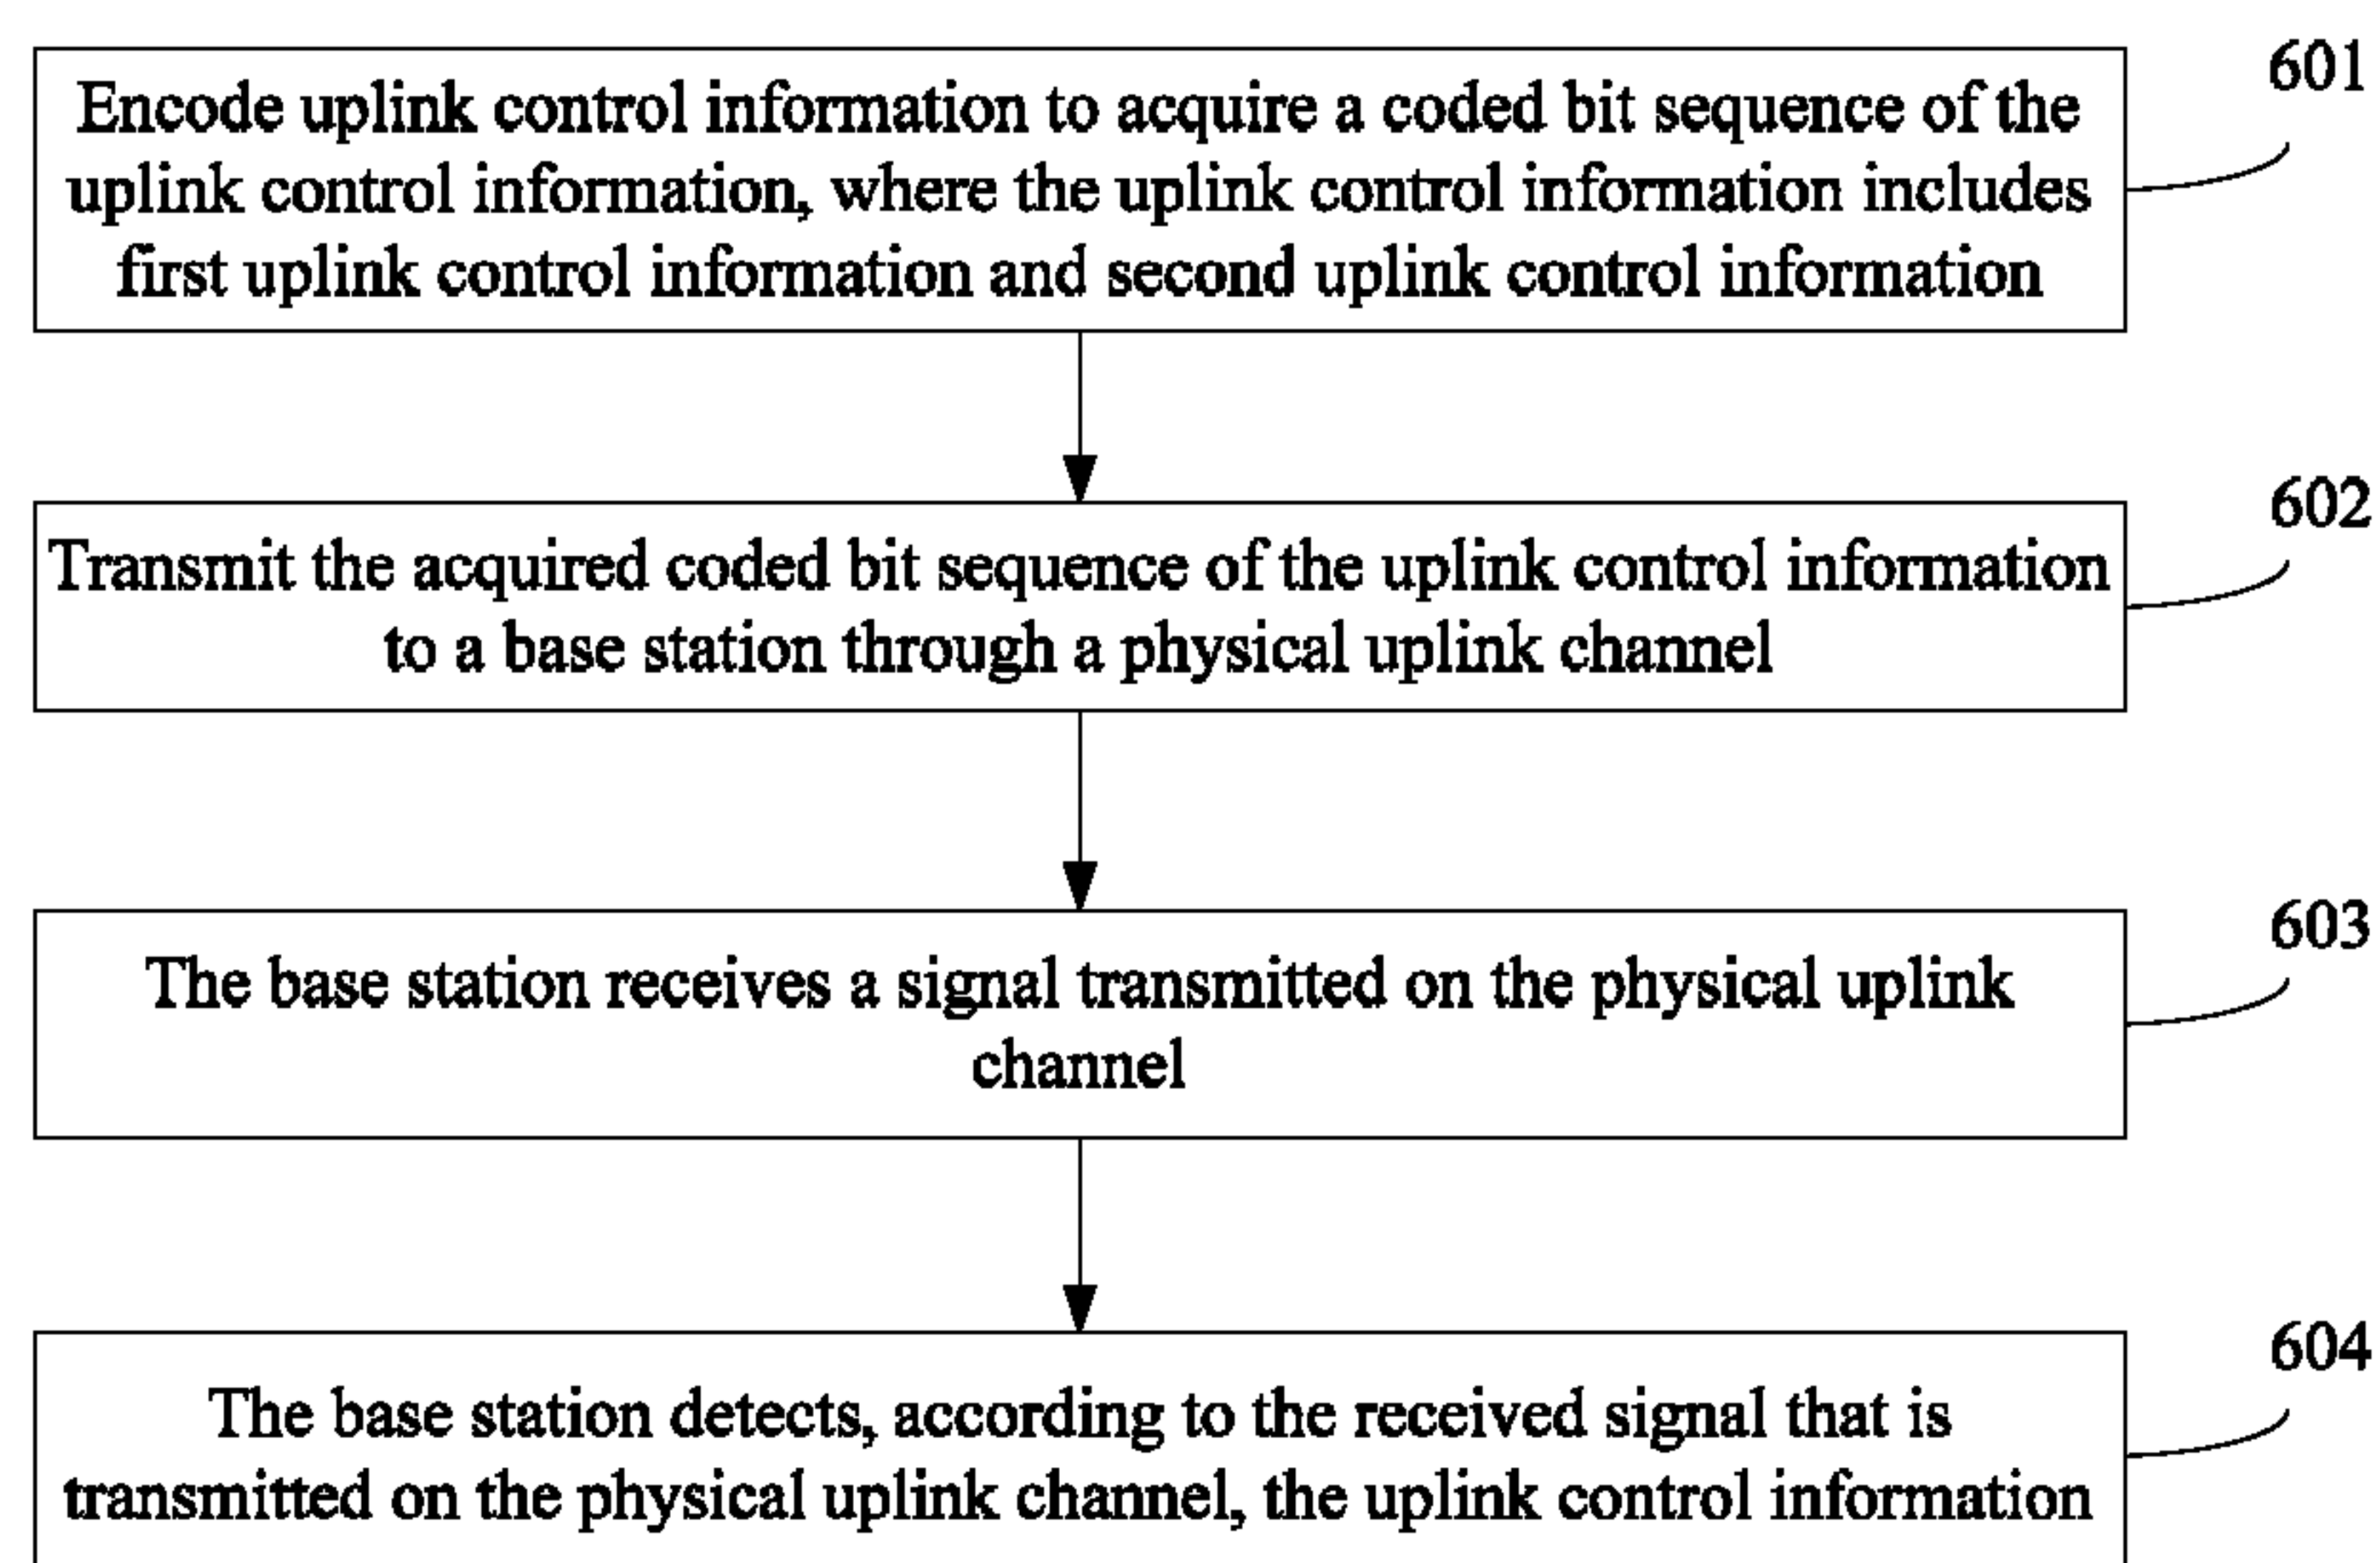 601
Encode uplink control information to acquire a coded bit sequence of the
uplink control information, where the uplink control information includes
first uplink control information and second uplink control information
602
Transmit the acquired coded bit sequence of the uplink control information
to a base station through a physical uplink channel
603
The base station receives a signal transmitted on the physical uplink
channel
604
The base station detects, according to the received signal that is
transmitted on the physical uplink channel, the uplink control information